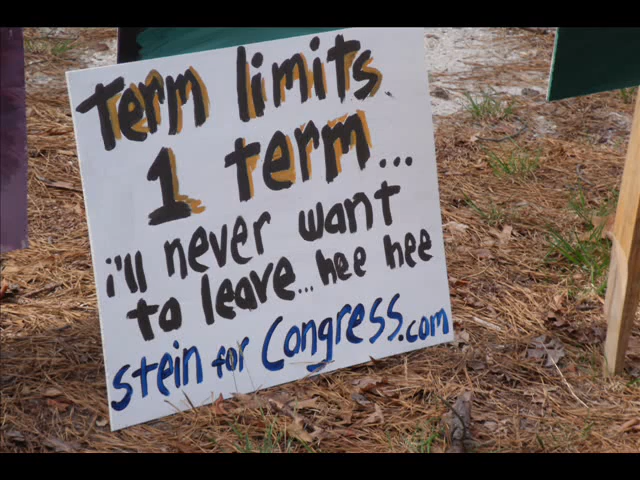 Term limits
1 term...
i'll never want
to leave... hee hee
stein for Congress.com